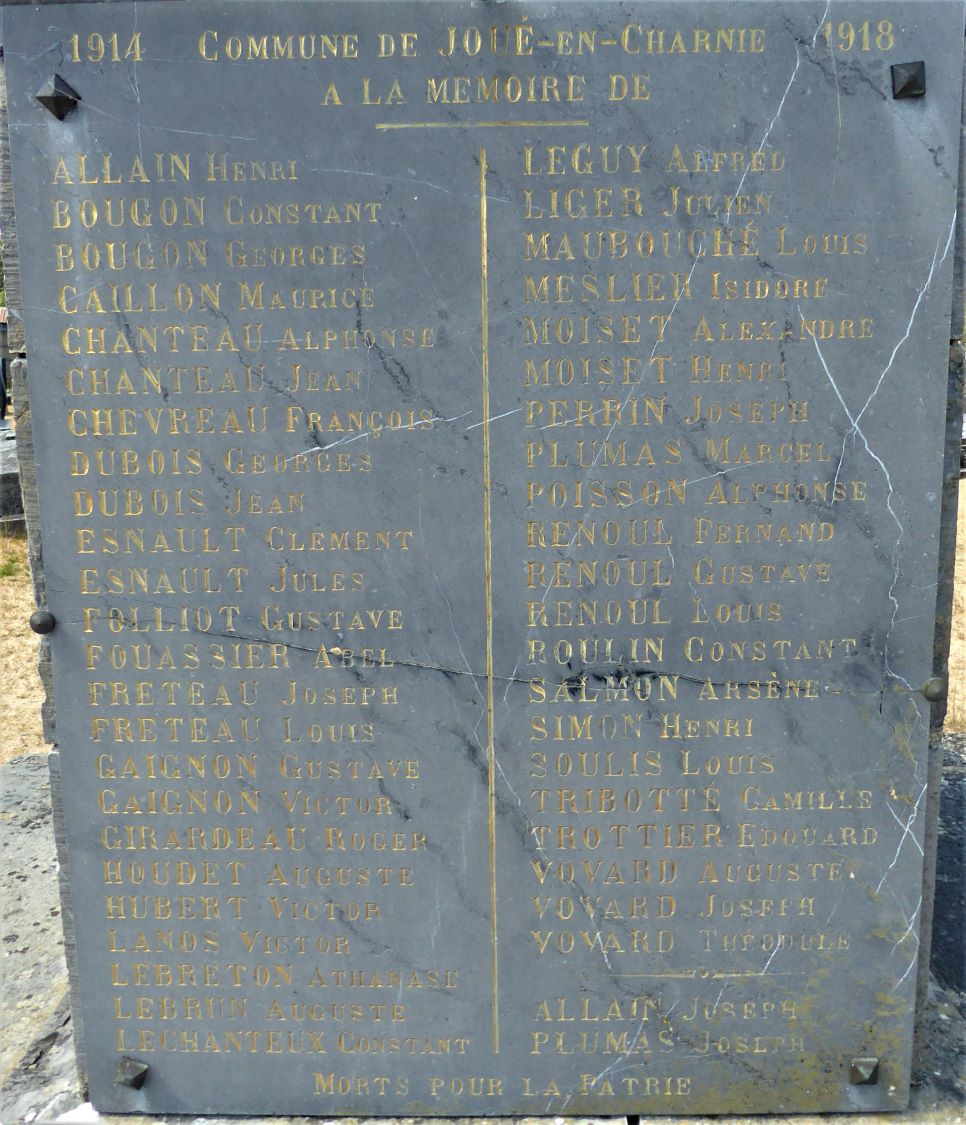 1914 COMMUNE DE JOUÉ-EN-CHARNIE 1918
A LA MEMOIRE DE
ALLAIN HENRI
BOUGON CONSTANT
BOUGON GEORGES
CAILLON MAURICE
CHANTEAU ALPHONSE
CHANTEAU JEAN
CHEVREAU FRANÇOIS
DUBOIS GEORGES
DUBOIS JEAN
ESNAULT CLEMENT
ESNAULT JULES
FOLLIOT GUSTAVE
FOUASSIER ABEL
FRETEAU JOSEPH
FRETEAU LOUIS
GAIGNON GUSTAVE
GAIGNON VICTOR
GIRARDEAU ROGER
HOUDET AUGUSTE
HUBERT VICTOR
LANOS VICTOR
LEBRETON ATHANASE
LEBRUN AUGUSTE
LECHANTEUX CONSTANT
LEGUY ALFRED
LIGER JULIEN
MAUBOUCHÉ LOUIS
MESLIER ISIDORE
MOISET ALEXANDRE
MOISET HENRI
PERRIN JOSEPH
PLUMAS MARCEL
POISSON ALPHONSE
RENOUL FERNAND
RENOUL GUSTAVE
RENOUL LOUIS
ROULIN CONSTANT
SALMON ARSÈNE
SIMON HENRI
SOULIS LOUIS
TRIBOTTÉ CAMILLE
TROTTIER EDOUARD
VOVARD AUGUSTE
VOVARD JOSEPH
VOVARD THÉODULE
ALLAIN JOSEPH
PLUMAS JOSEPH
MORTS POUR LA PATRIE